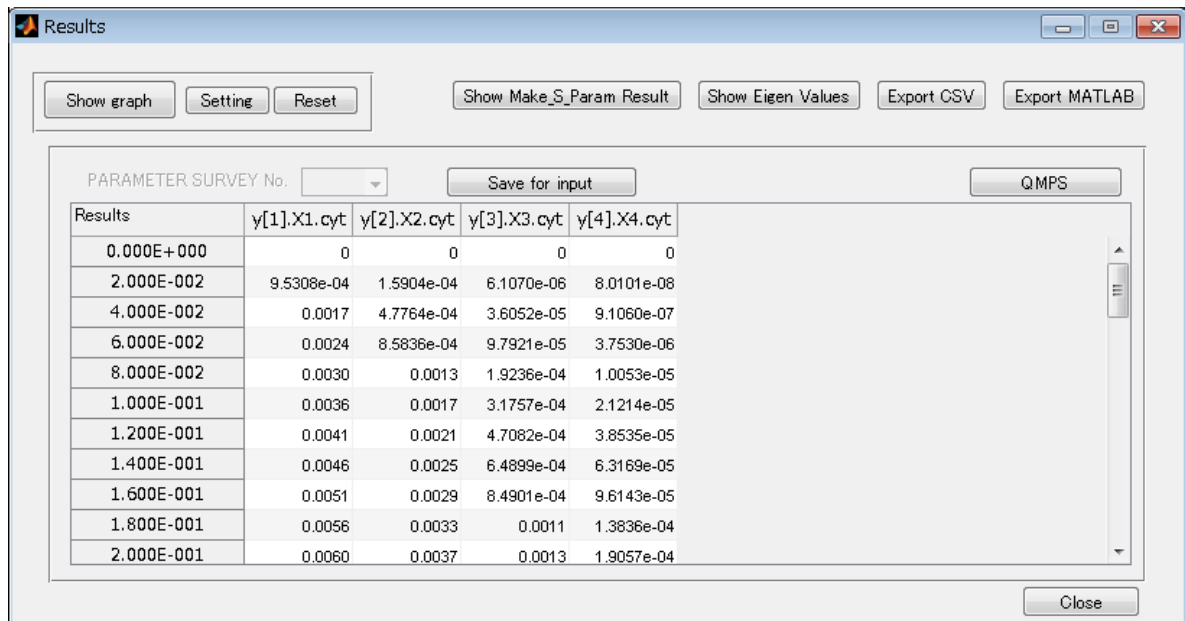 Results
Show graph Setting Reset Show Make_S_Param Result Show Eigen Values Export CSV Export MATLAB
PARAMETER SURVEY No. Save for input QMPS
Results y[1].X1.cyt y[2].X2.cyt y[3].X3.cyt y[4].X4.cyt
0.000E+000 0 0 0 0
2.000E-002 9.5308e-04 1.5904e-04 6.1070e-06 8.0101e-08
4.000E-002 0.0017 4.7764e-04 3.6052e-05 9.1060e-07
6.000E-002 0.0024 8.5836e-04 9.7921e-05 3.7530e-06
8.000E-002 0.0030 0.0013 1.9236e-04 1.0053e-05
1.000E-001 0.0036 0.0017 3.1757e-04 2.1214e-05
1.200E-001 0.0041 0.0021 4.7082e-04 3.8535e-05
1.400E-001 0.0046 0.0025 6.4899e-04 6.3169e-05
1.600E-001 0.0051 0.0029 8.4901e-04 9.6143e-05
1.800E-001 0.0056 0.0033 0.0011 1.3836e-04
2.000E-001 0.0060 0.0037 0.0013 1.9057e-04
Close